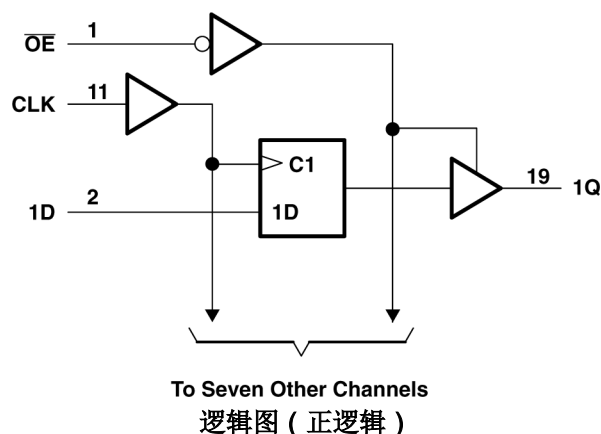 OE 1
CLK 11
C1
1D 2 1D
19 1Q
To Seven Other Channels
逻辑图 ( 正逻辑 )